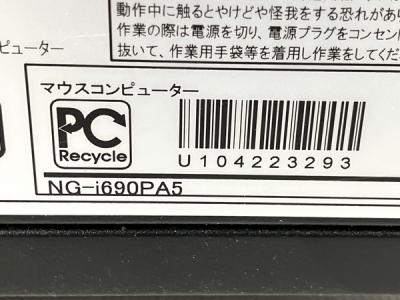 動作中に触るとやけどや怪我をする恐れがあり
作業の際は電源を切り、電源プラグをコンセント
抜いて、作業用手袋等を着用し作業をしてくだ
ピューター
マウスコンピューター
PC
Recycle
U104223293
NG-i690PA5